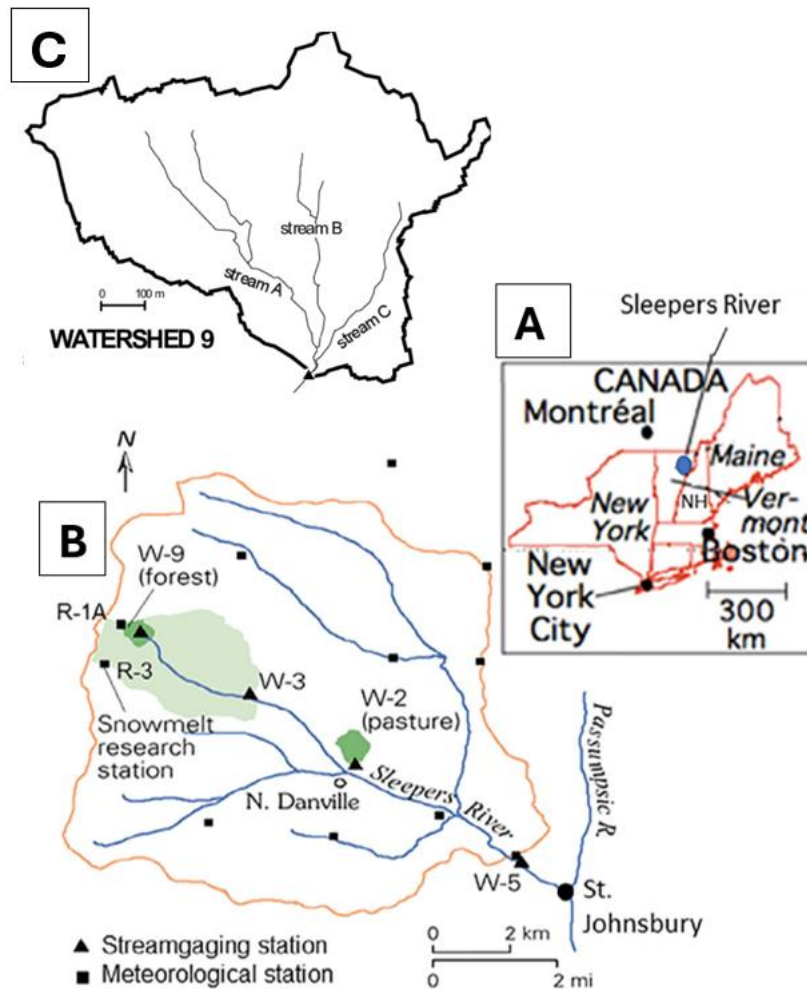 C
stream B
stream A
stream C
0 100 m
WATERSHED 9
Sleepers River
A
CANADA
Montréal
Maine
New
York
NH
Ver-
mont
Boston
New
York
City
300
km
N
B
W-9
(forest)
R-1A
R-3
W-3
Snowmelt
research
station
W-2
(pasture)
Sleepers River
N. Danville
Passumpsic R.
W-5
St.
Johnsbury
Streamgaging station
Meteorological station
0 2 km
0 2 mi